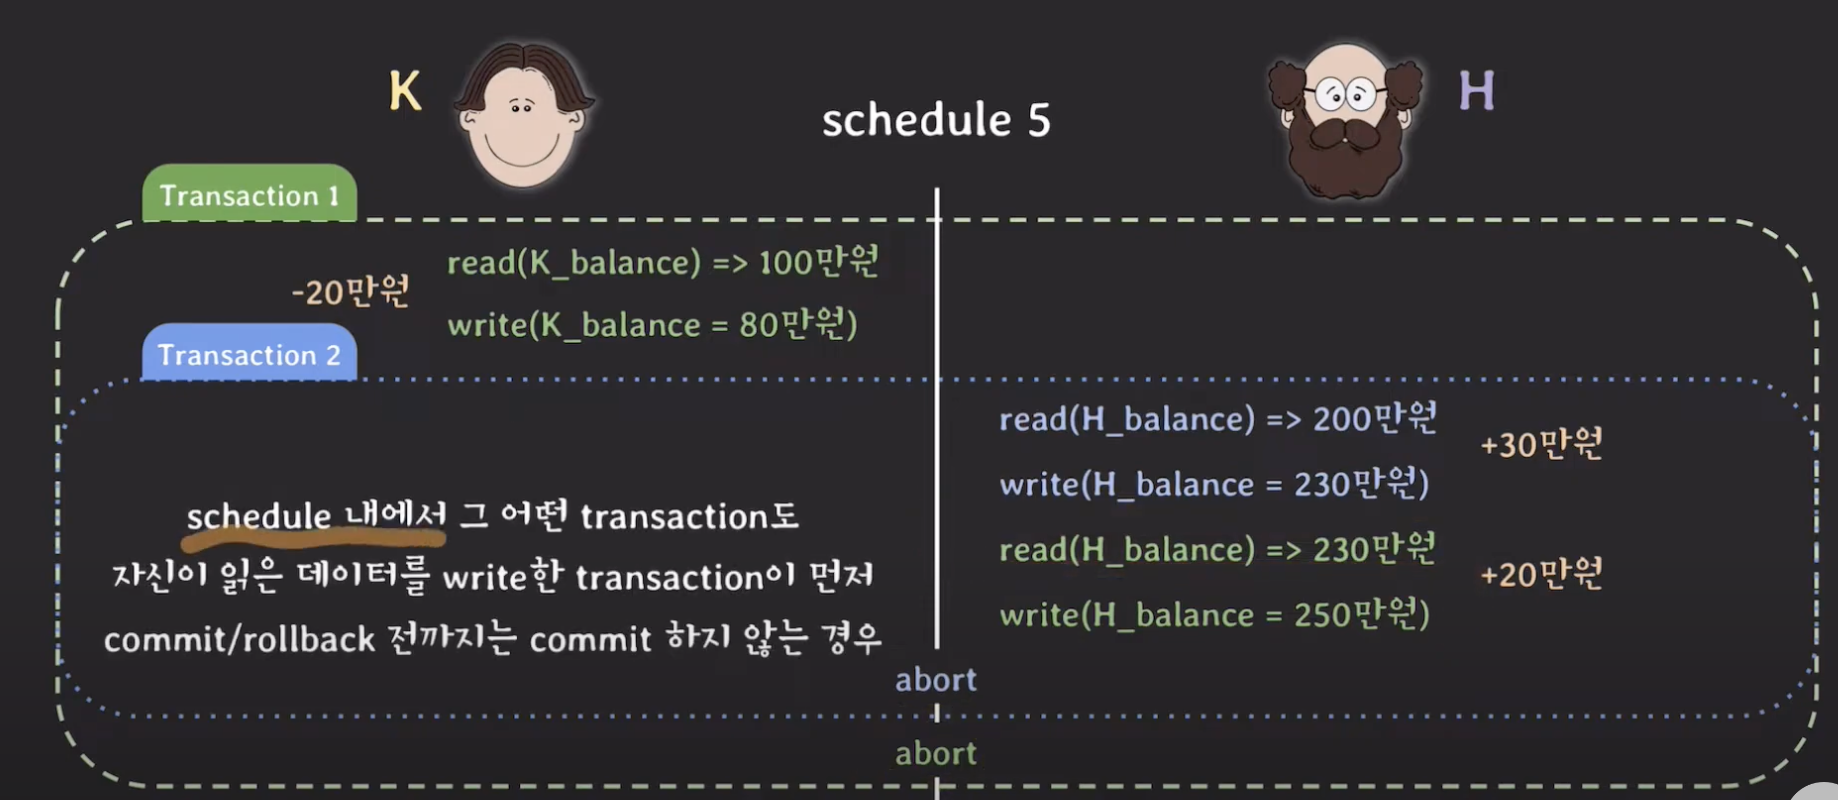 K
schedule 5
H
Transaction 1
read(K_balance) => 100만원
-20만원
write(K_balance = 80만원)
Transaction 2
read(H_balance) => 200만원
+30만원
write(H_balance = 230만원)
schedule 내에서 그 어떤 transaction도
자신이 읽은 데이터를 write한 transaction이 먼저
commit/rollback 전까지는 commit 하지 않는 경우
read(H_balance) => 230만원
+20만원
write(H_balance = 250만원)
abort
abort